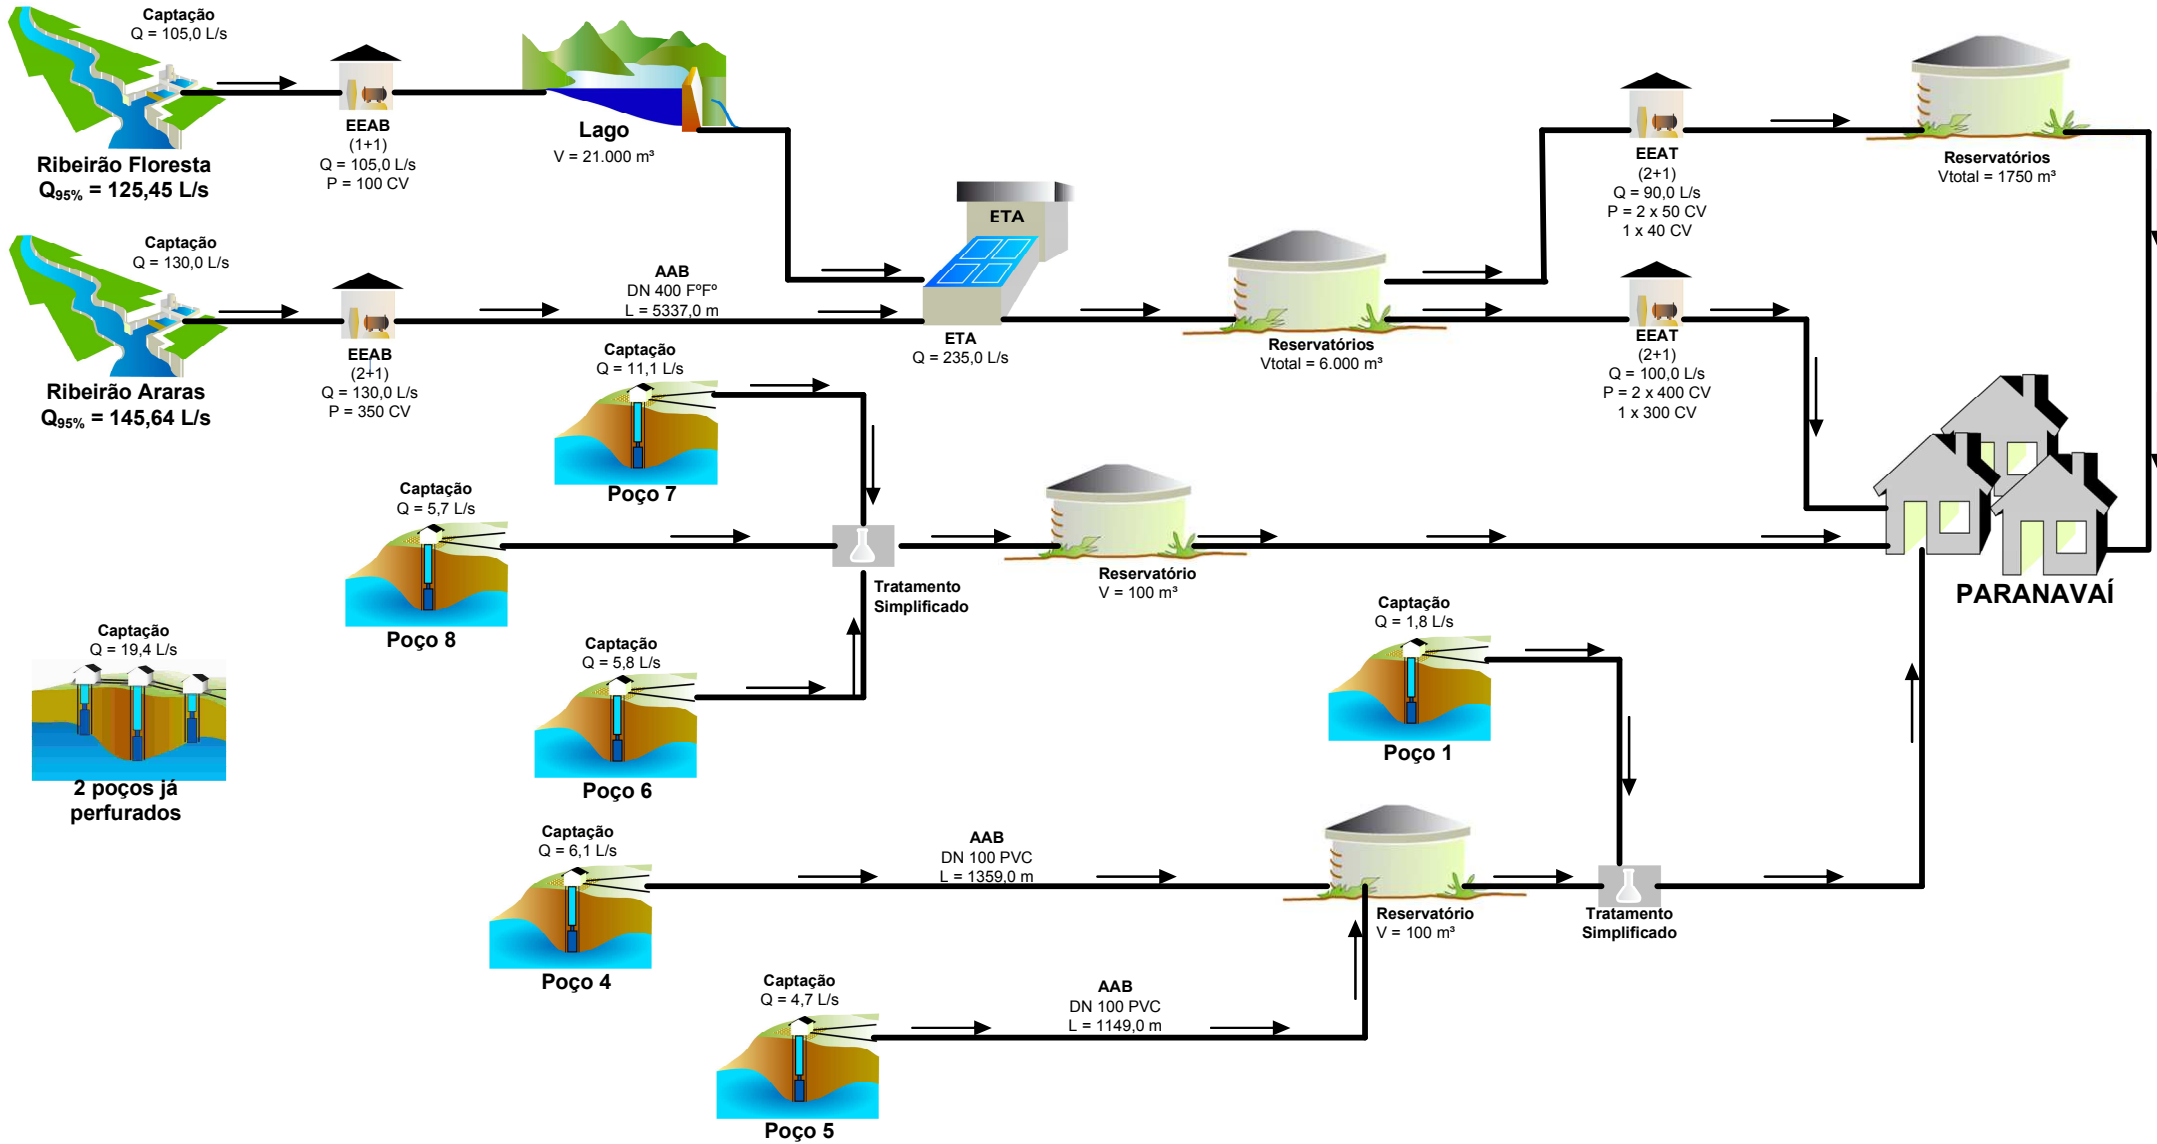 Captação
Q = 105,0 L/s
EEAB
(1+1)
Q = 105,0 L/s
P = 100 CV
Ribeirão Floresta
Q95% = 125,45 L/s
Lago
V = 21.000 m³
EEAT
(2+1)
Q = 90,0 L/s
P = 2 x 50 CV
1 x 40 CV
Reservatórios
Vtotal = 1750 m³
Captação
Q = 130,0 L/s
EEAB
(2+1)
Q = 130,0 L/s
P = 350 CV
Ribeirão Araras
Q95% = 145,64 L/s
AAB
DN 400 FºFº
L = 5337,0 m
ETA
ETA
Q = 235,0 L/s
Reservatórios
Vtotal = 6.000 m³
EEAT
(2+1)
Q = 100,0 L/s
P = 2 x 400 CV
1 x 300 CV
Captação
Q = 11,1 L/s
Poço 7
Captação
Q = 5,7 L/s
Poço 8
Tratamento
Simplificado
Reservatório
V = 100 m³
PARANAVAÍ
Captação
Q = 19,4 L/s
2 poços já
perfurados
Captação
Q = 5,8 L/s
Poço 6
Captação
Q = 1,8 L/s
Poço 1
Captação
Q = 6,1 L/s
Poço 4
AAB
DN 100 PVC
L = 1359,0 m
Reservatório
V = 100 m³
Tratamento
Simplificado
Captação
Q = 4,7 L/s
Poço 5
AAB
DN 100 PVC
L = 1149,0 m